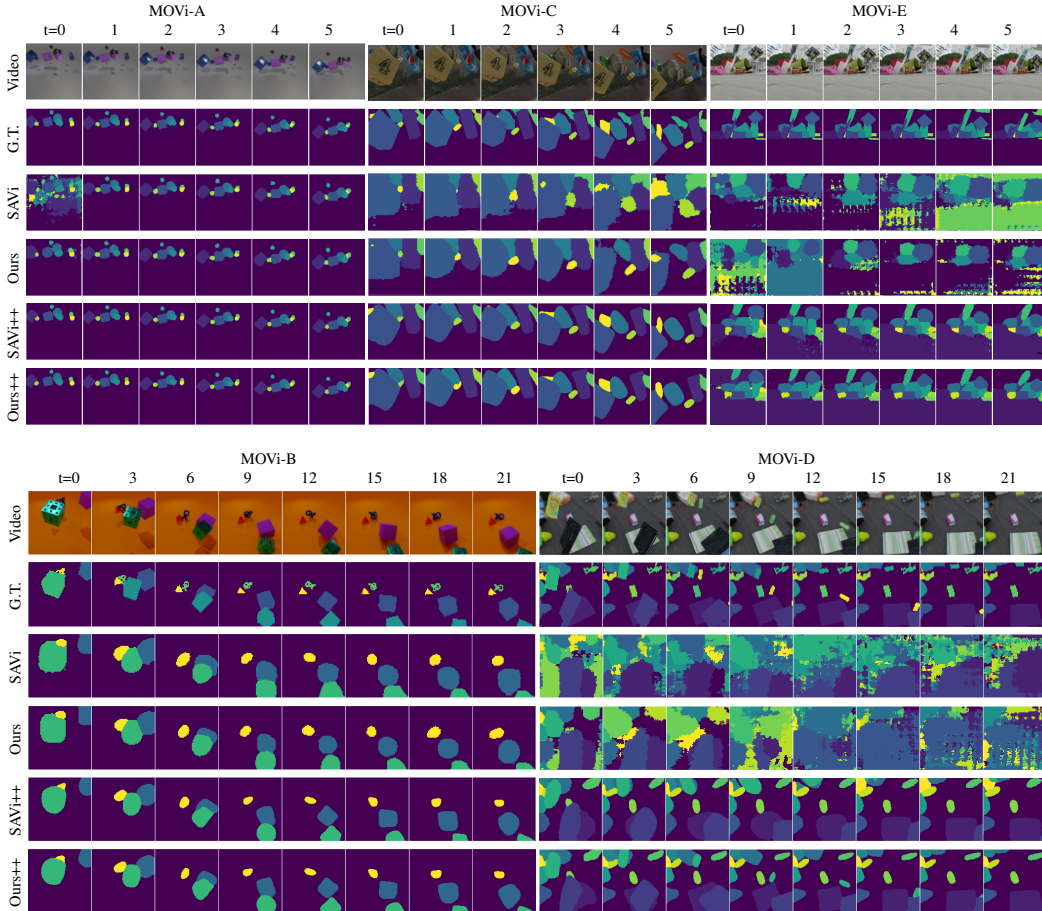 MOVi-A MOVi-C MOVi-E
t=0 1 2 3 4 5 t=0 1 2 3 4 5 t=0 1 2 3 4 5
Video
G.T.
SAVi
Ours
SAVi++
Ours++
MOVi-B MOVi-D
t=0 3 6 9 12 15 18 21 t=0 3 6 9 12 15 18 21
Video
G.T.
SAVi
Ours
SAVi++
Ours++